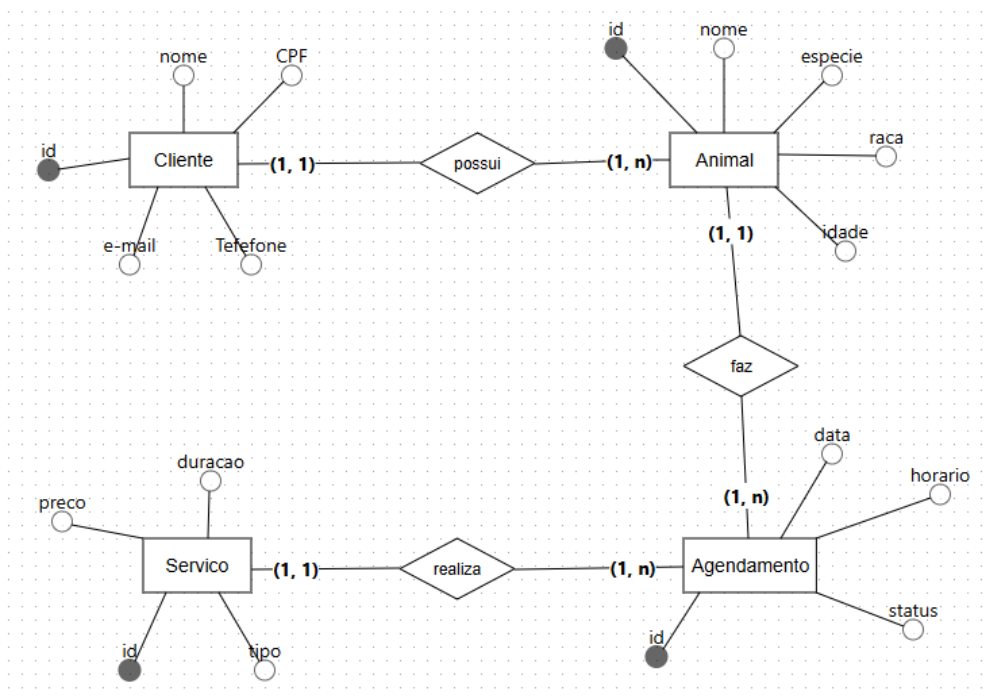 id
nome
CPF
Cliente
e-mail
Telefone
(1, 1)
possui
(1, n)
id
nome
especie
raca
Animal
idade
(1, 1)
faz
(1, n)
data
horario
Agendamento
status
id
(1, n)
realiza
(1, 1)
duracao
preco
Servico
id
tipo